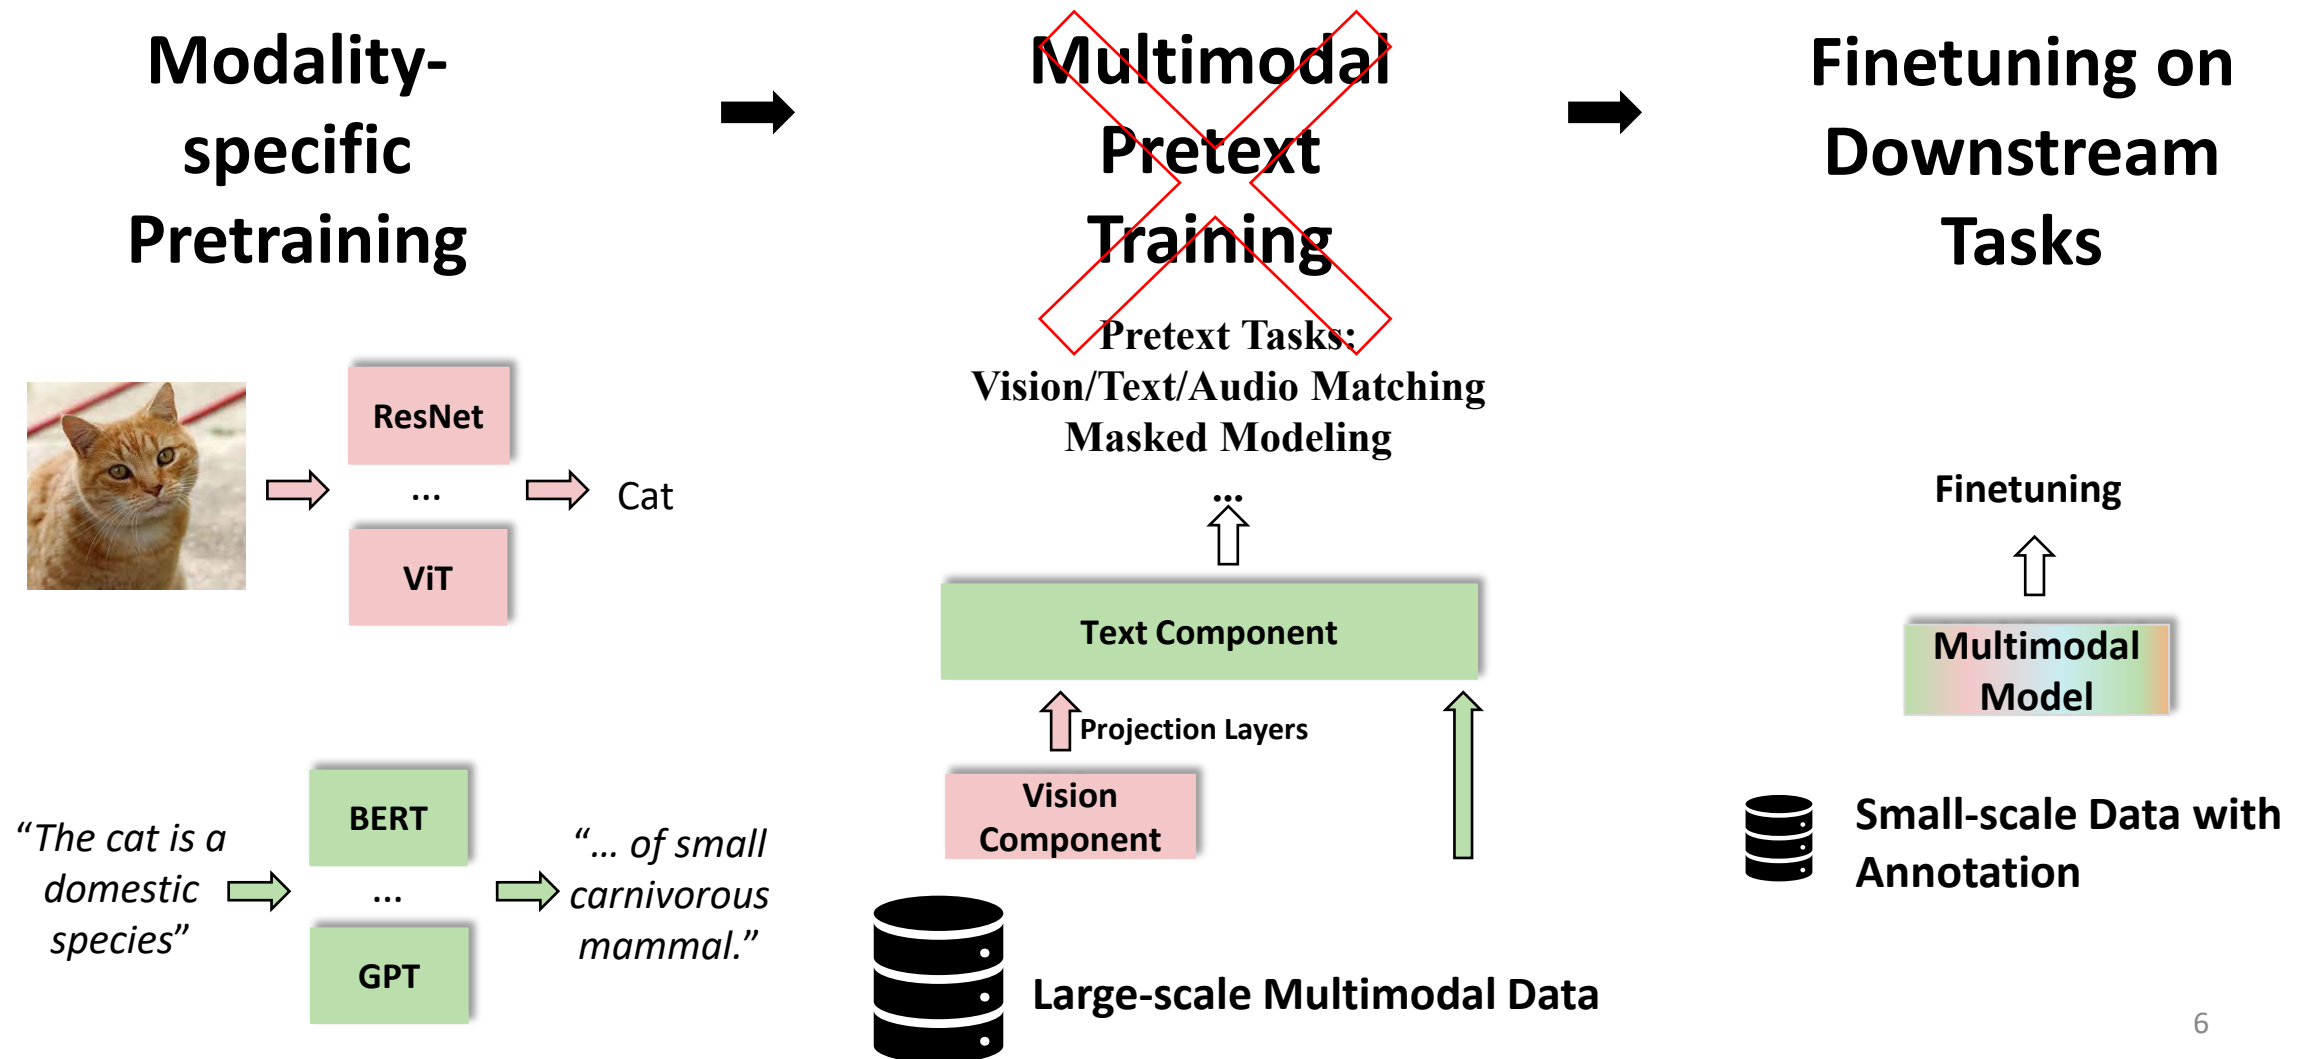 Modality-
specific
Pretraining
Multimodal
Pretext
Training
Finetuning on
Downstream
Tasks
ResNet
...
ViT
Cat
"The cat is a
domestic
species"
BERT
...
GPT
"... of small
carnivorous
mammal."
Pretext Tasks:
Vision/Text/Audio Matching
Masked Modeling
...
Text Component
Projection Layers
Vision
Component
Large-scale Multimodal Data
Finetuning
Multimodal
Model
Small-scale Data with
Annotation
6